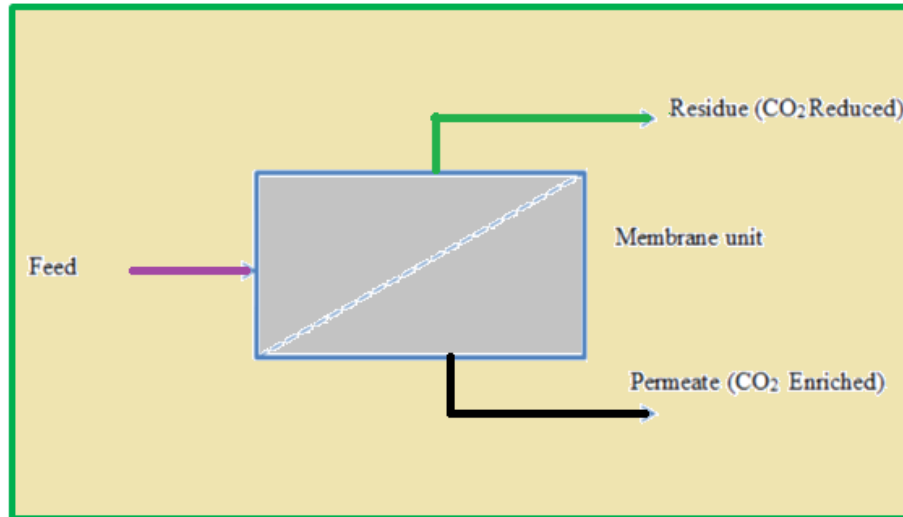 Residue (CO₂ Reduced)
Membrane unit
Feed
Permeate (CO₂ Enriched)